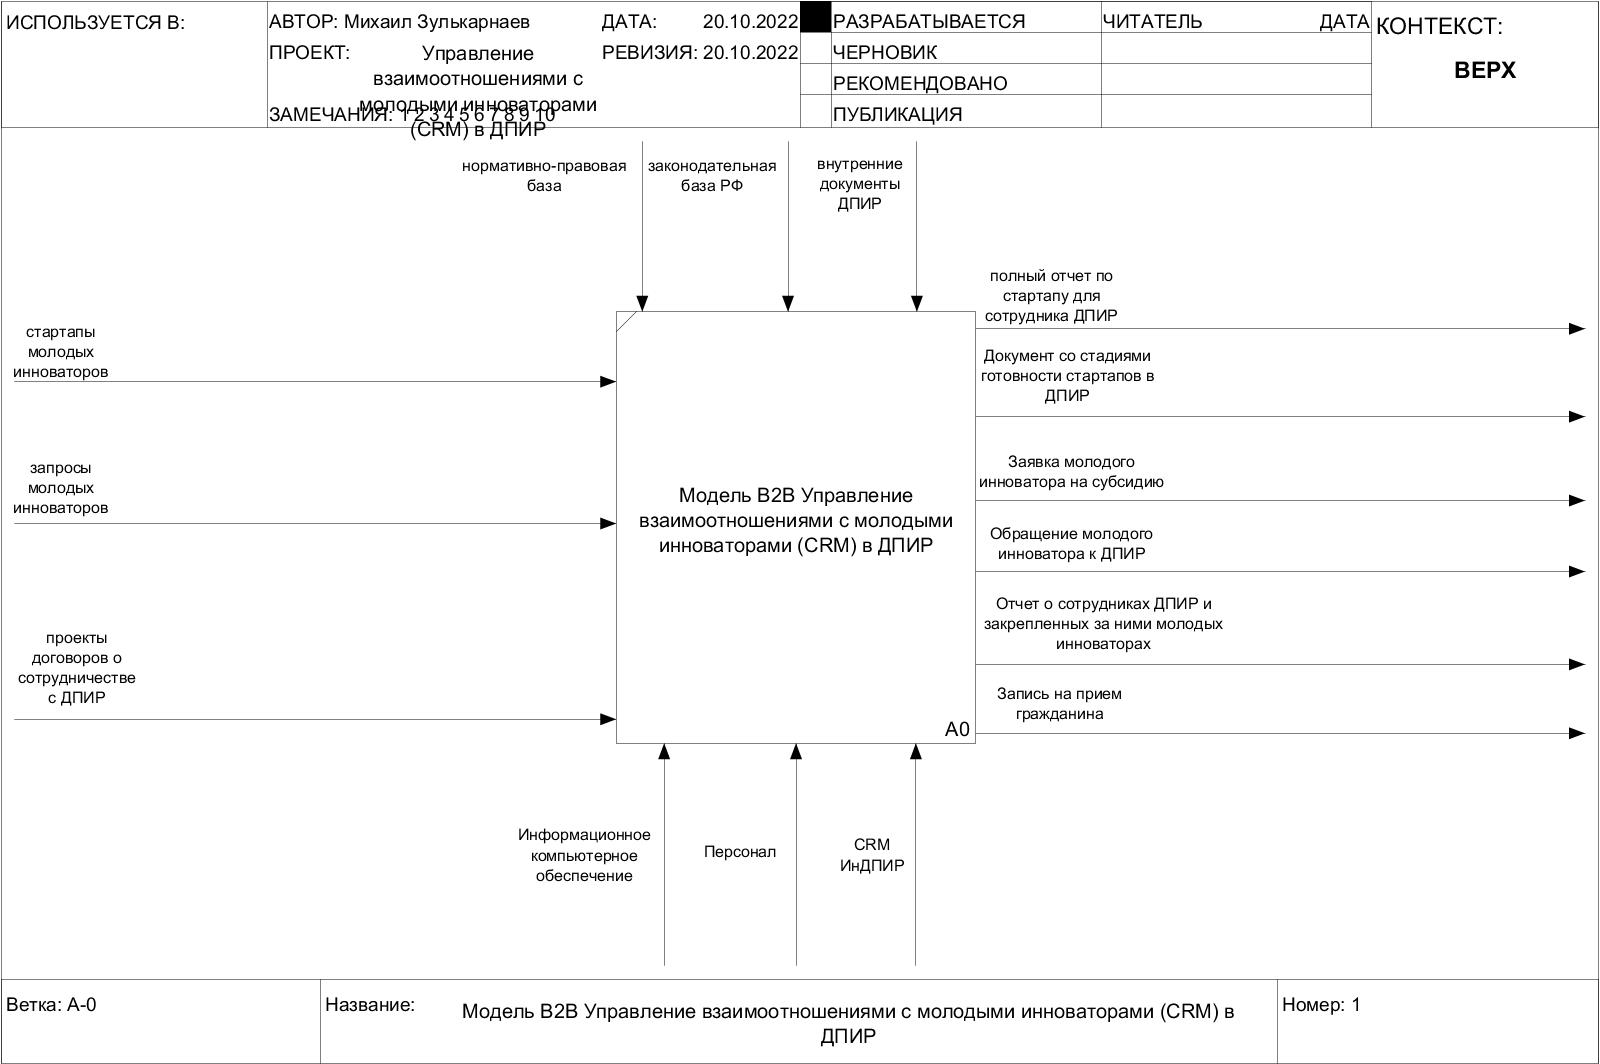 ИСПОЛЬЗУЕТСЯ В:
АВТОР: Михаил Зулькарнаев
ДАТА: 20.10.2022
ПРОЕКТ: Управление
взаимоотношениями с
молодыми инноваторами
(CRM) в ДПИР
РЕВИЗИЯ: 20.10.2022
ЗАМЕЧАНИЯ: 1 2 3 4 5 6 7 8 9 10
РАЗРАБАТЫВАЕТСЯ
ЧЕРНОВИК
РЕКОМЕНДОВАНО
ПУБЛИКАЦИЯ
ЧИТАТЕЛЬ ДАТА
КОНТЕКСТ:
ВЕРХ
нормативно-правовая
база
законодательная
база РФ
внутренние
документы
ДПИР
стартапы
молодых
инноваторов
запросы
молодых
инноваторов
проекты
договоров о
сотрудничестве
с ДПИР
Модель B2B Управление
взаимоотношениями с молодыми
инноваторами (CRM) в ДПИР
A0
полный отчет по
стартапу для
сотрудника ДПИР
Документ со стадиями
готовности стартапов в
ДПИР
Заявка молодого
инноватора на субсидию
Обращение молодого
инноватора к ДПИР
Отчет о сотрудниках ДПИР и
закрепленных за ними молодых
инноваторах
Запись на прием
гражданина
Информационное
компьютерное
обеспечение
Персонал
CRM
ИнДПИР
Ветка: A-0
Название:
Модель B2B Управление взаимоотношениями с молодыми инноваторами (CRM) в
ДПИР
Номер: 1